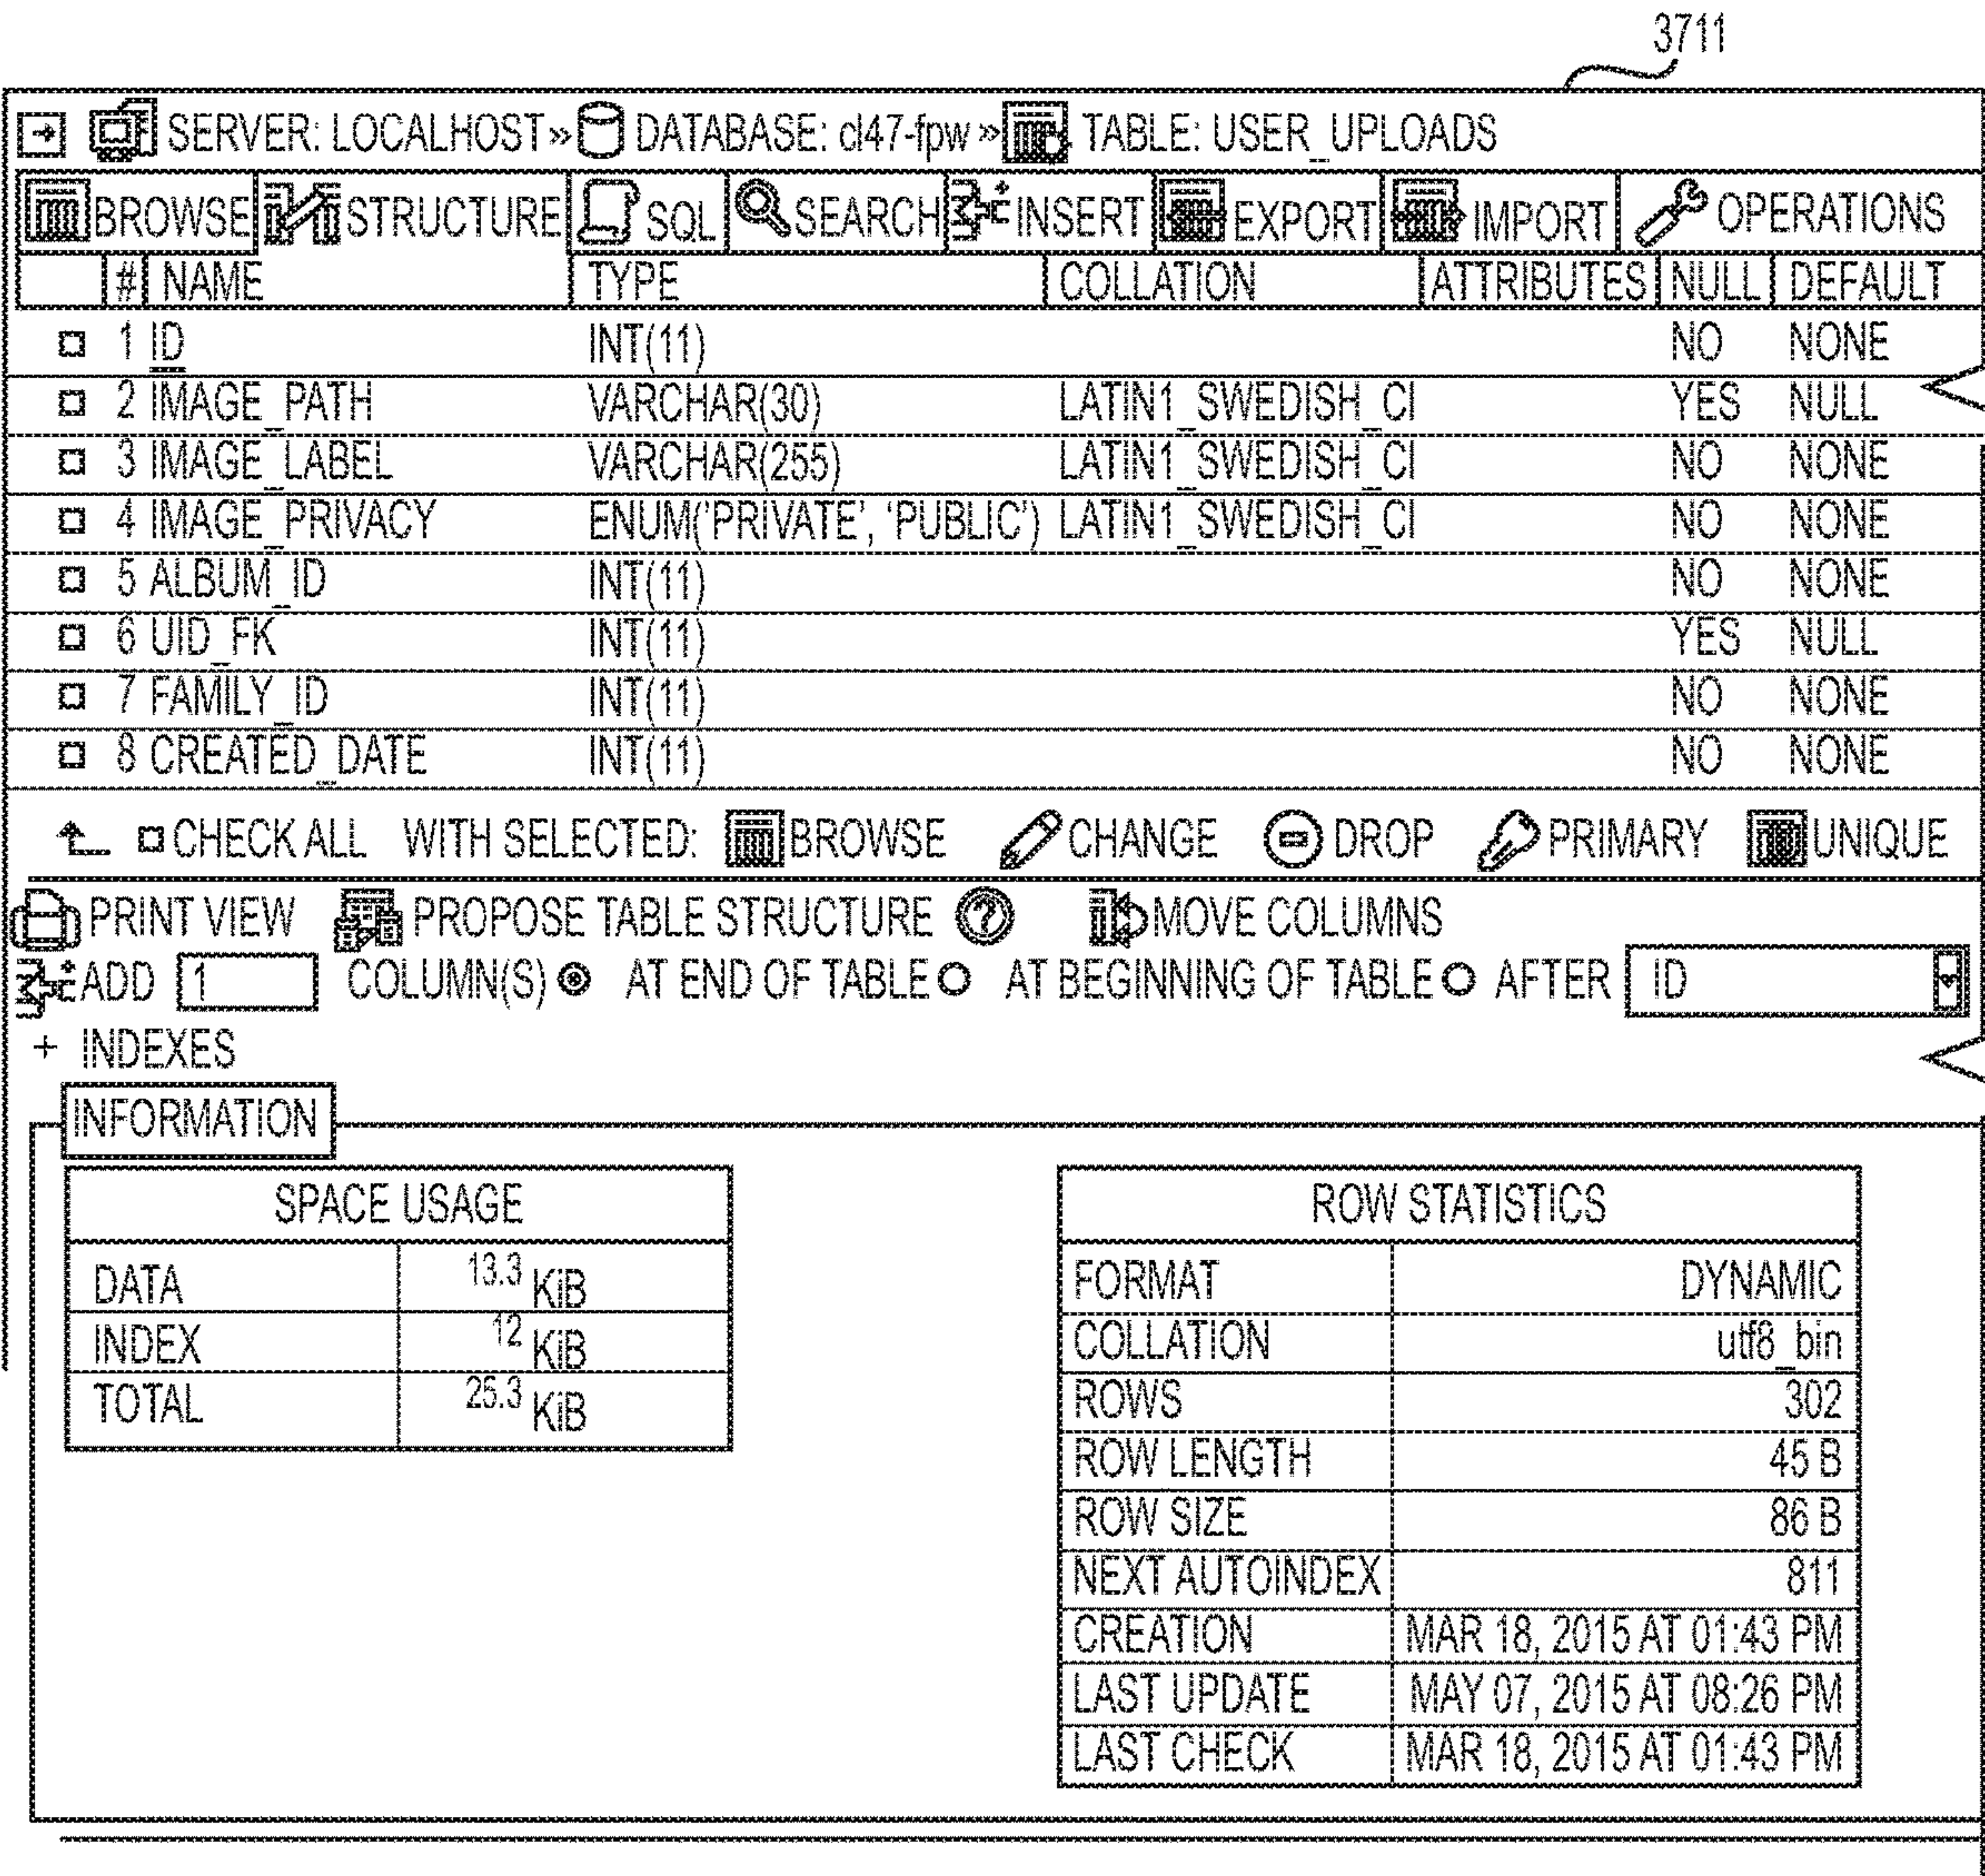 3711
SERVER: LOCALHOST » DATABASE: cl47-fpw » TABLE: USER_UPLOADS
BROWSE STRUCTURE SQL SEARCH INSERT EXPORT IMPORT OPERATIONS
# NAME TYPE COLLATION ATTRIBUTES NULL DEFAULT
1 ID INT(11) NO NONE
2 IMAGE_PATH VARCHAR(30) LATIN1_SWEDISH_CI YES NULL
3 IMAGE_LABEL VARCHAR(255) LATIN1_SWEDISH_CI NO NONE
4 IMAGE_PRIVACY ENUM('PRIVATE', 'PUBLIC') LATIN1_SWEDISH_CI NO NONE
5 ALBUM_ID INT(11) NO NONE
6 UID_FK INT(11) YES NULL
7 FAMILY_ID INT(11) NO NONE
8 CREATED_DATE INT(11) NO NONE
CHECK ALL WITH SELECTED: BROWSE CHANGE DROP PRIMARY UNIQUE
PRINT VIEW PROPOSE TABLE STRUCTURE ? MOVE COLUMNS
ADD 1 COLUMN(S) AT END OF TABLE AT BEGINNING OF TABLE AFTER ID
+ INDEXES
INFORMATION
SPACE USAGE
DATA 13.3 KiB
INDEX 12 KiB
TOTAL 25.3 KiB
ROW STATISTICS
FORMAT DYNAMIC
COLLATION utf8_bin
ROWS 302
ROW LENGTH 45 B
ROW SIZE 86 B
NEXT AUTOINDEX 811
CREATION MAR 18, 2015 AT 01:43 PM
LAST UPDATE MAY 07, 2015 AT 08:26 PM
LAST CHECK MAR 18, 2015 AT 01:43 PM